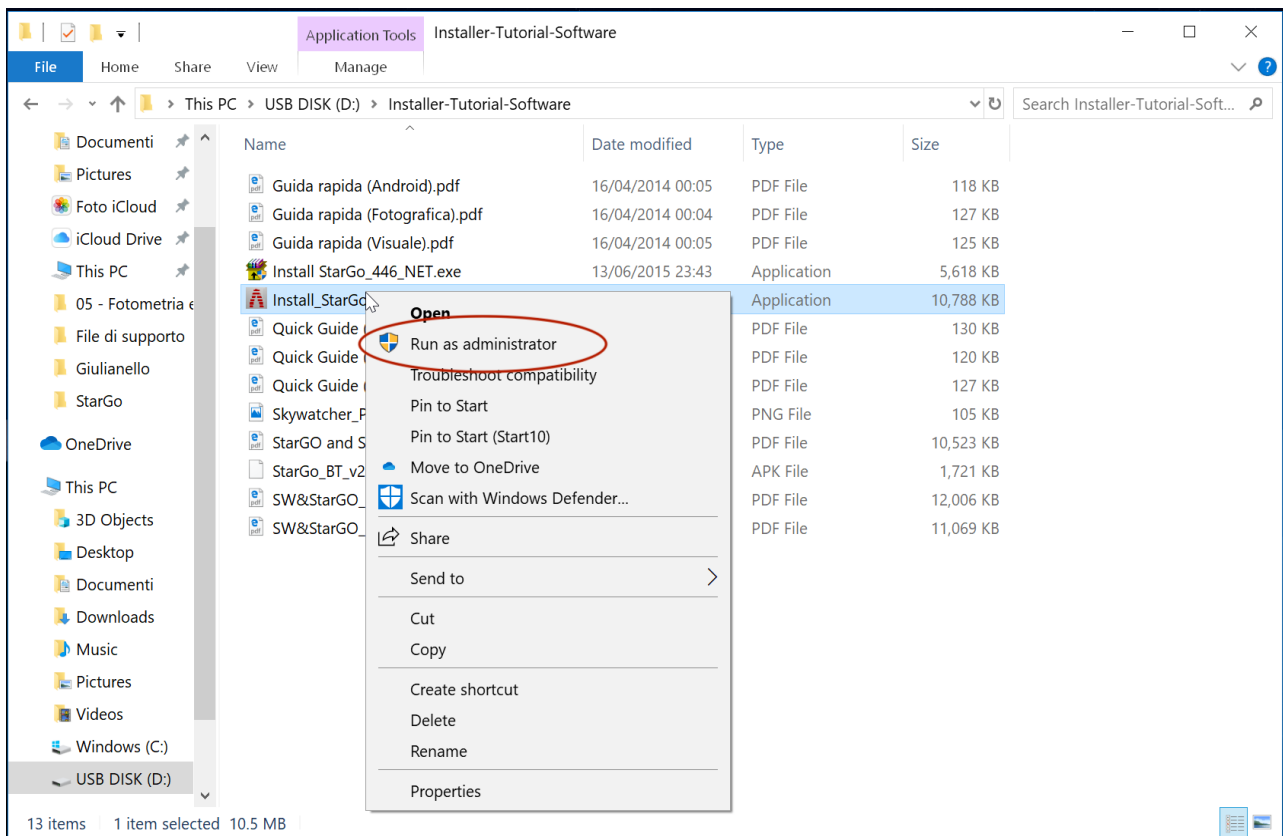 Application Tools
Installer-Tutorial-Software
File
Home
Share
View
Manage
This PC
USB DISK (D:)
Installer-Tutorial-Software
Search Installer-Tutorial-Soft...
Documenti
Pictures
Foto iCloud
iCloud Drive
This PC
05 - Fotometria e
File di supporto
Giulianello
StarGo
OneDrive
This PC
3D Objects
Desktop
Documenti
Downloads
Music
Pictures
Videos
Windows (C:)
USB DISK (D:)
Name Date modified Type Size
Guida rapida (Android).pdf 16/04/2014 00:05 PDF File 118 KB
Guida rapida (Fotografica).pdf 16/04/2014 00:04 PDF File 127 KB
Guida rapida (Visuale).pdf 16/04/2014 00:05 PDF File 125 KB
Install StarGo_446_NET.exe 13/06/2015 23:43 Application 5,618 KB
Install_StarGo Application 10,788 KB
Quick Guide PDF File 130 KB
Quick Guide PDF File 120 KB
Quick Guide PDF File 127 KB
Skywatcher_P PNG File 105 KB
StarGO and S PDF File 10,523 KB
StarGo_BT_v2 APK File 1,721 KB
SW&StarGO_ PDF File 12,006 KB
SW&StarGO_ PDF File 11,069 KB
Open
Run as administrator
Troubleshoot compatibility
Pin to Start
Pin to Start (Start10)
Move to OneDrive
Scan with Windows Defender...
Share
Send to
Cut
Copy
Create shortcut
Delete
Rename
Properties
13 items 1 item selected 10.5 MB